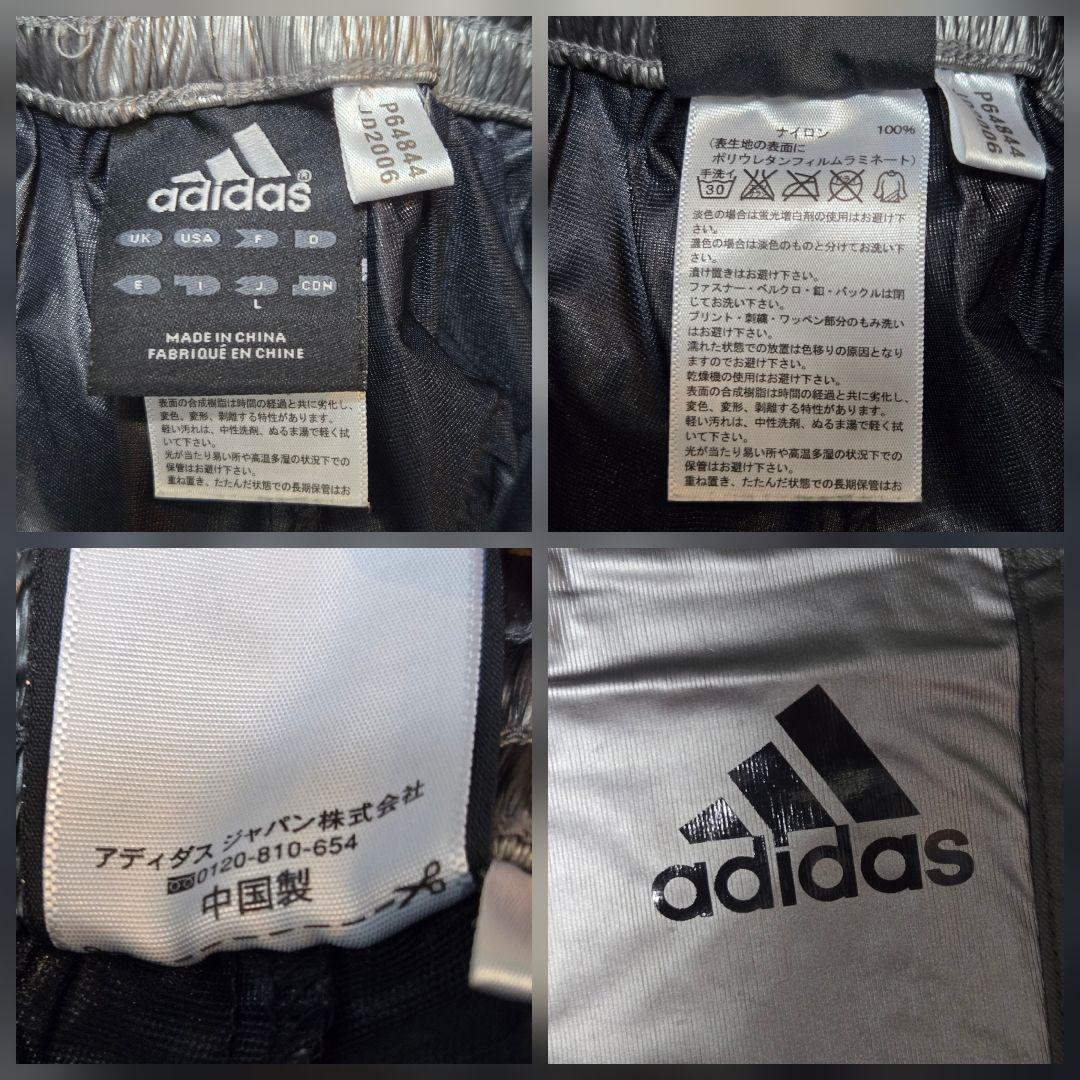 adidas®
UK USA F D
E I J CDN
L
MADE IN CHINA
FABRIQUÉ EN CHINE
P64844
JD2006
表面の合成樹脂は時間の経過と共に劣化し、
変色、変形、剥離する特性があります。
軽い汚れは、中性洗剤、ぬるま湯で軽く拭
いて下さい。
光が当たり易い所や高温多湿の状況下での
保管はお避け下さい。
重ね置き、たたんだ状態での長期保管はお
ナイロン 100%
(表生地の表面に
ポリウレタンフィルムラミネート)
手洗イ
30
淡色の場合は蛍光増白剤の使用はお避け下
さい。
濃色の場合は淡色のものと分けてお洗い下
さい。
漬け置きはお避け下さい。
ファスナー・ベルクロ・釦・バックルは閉
じてお洗い下さい。
プリント・刺繍・ワッペン部分のもみ洗い
はお避け下さい。
濡れた状態での放置は色移りの原因となり
ますのでお避け下さい。
乾燥機の使用はお避け下さい。
表面の合成樹脂は時間の経過と共に劣化し、
変色、変形、剥離する特性があります。
軽い汚れは、中性洗剤、ぬるま湯で軽く拭
いて下さい。
光が当たり易い所や高温多湿の状況下での
保管はお避け下さい。
重ね置き、たたんだ状態での長期保管はお
P64844
JD2006
アディダス ジャパン株式会社
0120-810-654
中国製
adidas